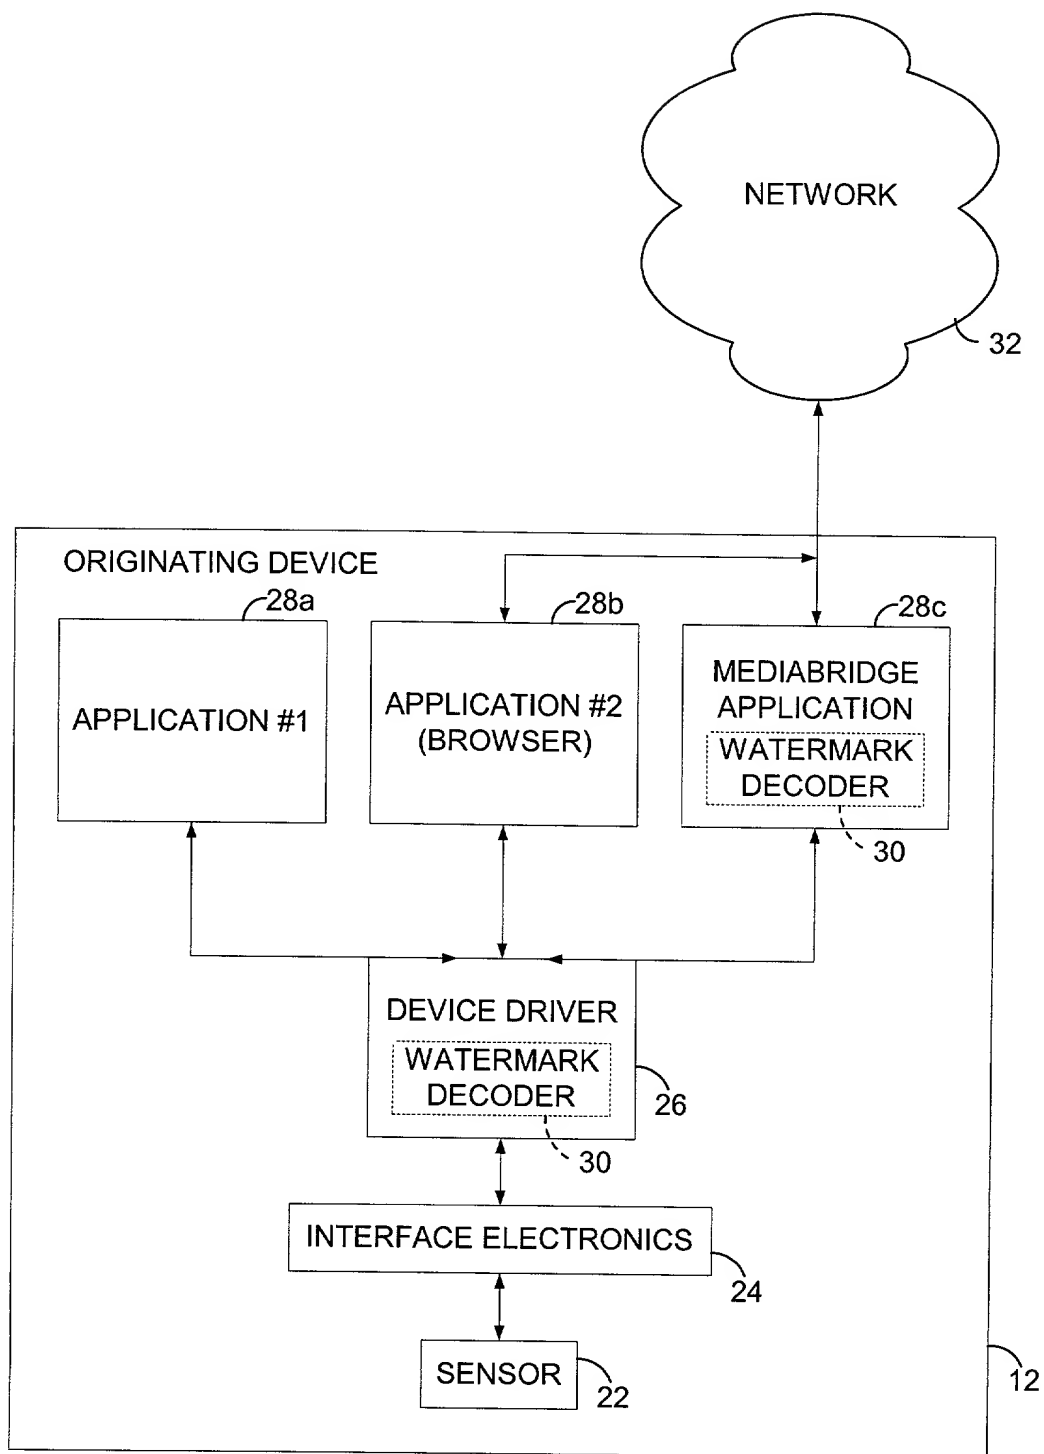 NETWORK
32
ORIGINATING DEVICE
28a
28b
28c
APPLICATION #1
APPLICATION #2
(BROWSER)
MEDIABRIDGE
APPLICATION
WATERMARK
DECODER
30
DEVICE DRIVER
WATERMARK
DECODER
26
30
INTERFACE ELECTRONICS
24
SENSOR
22
12